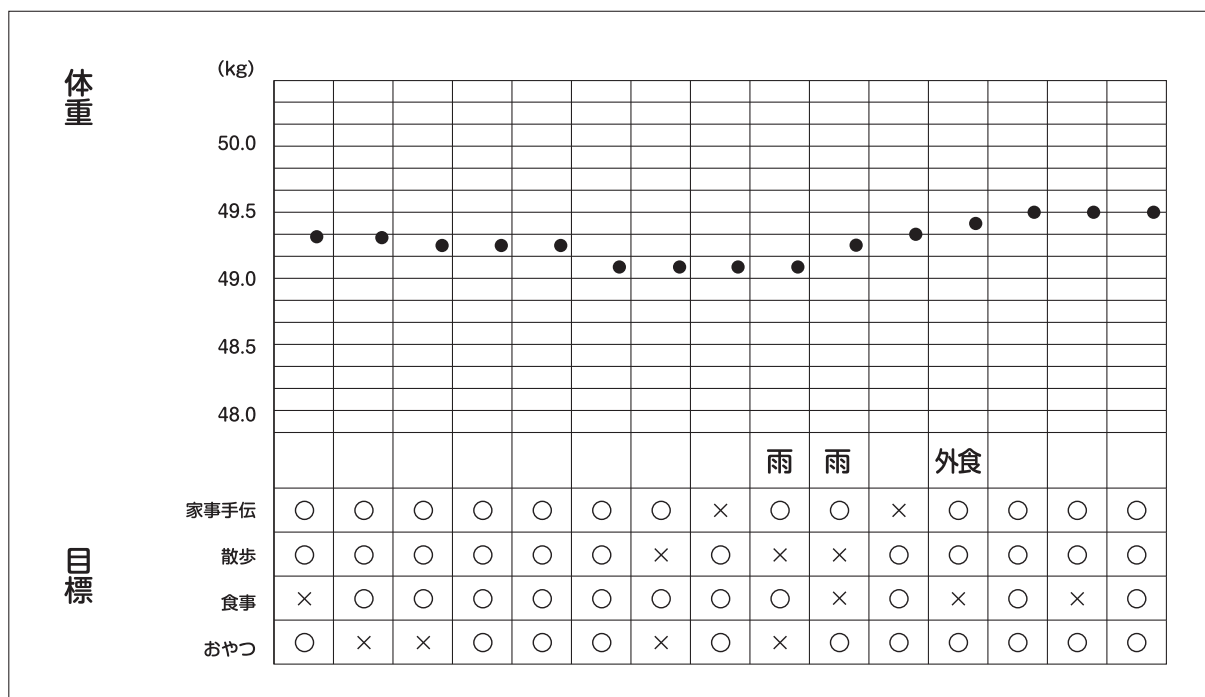 体重
(kg)
50.0
49.5
49.0
48.5
48.0
雨 雨 外食
目標
家事手伝 ○ ○ ○ ○ ○ ○ ○ × ○ ○ × ○ ○ ○ ○
散歩 ○ ○ ○ ○ ○ ○ × ○ × × ○ ○ ○ ○ ○
食事 × ○ ○ ○ ○ ○ ○ ○ ○ × ○ × ○ × ○
おやつ ○ × × ○ ○ ○ × ○ × ○ ○ ○ ○ ○ ○